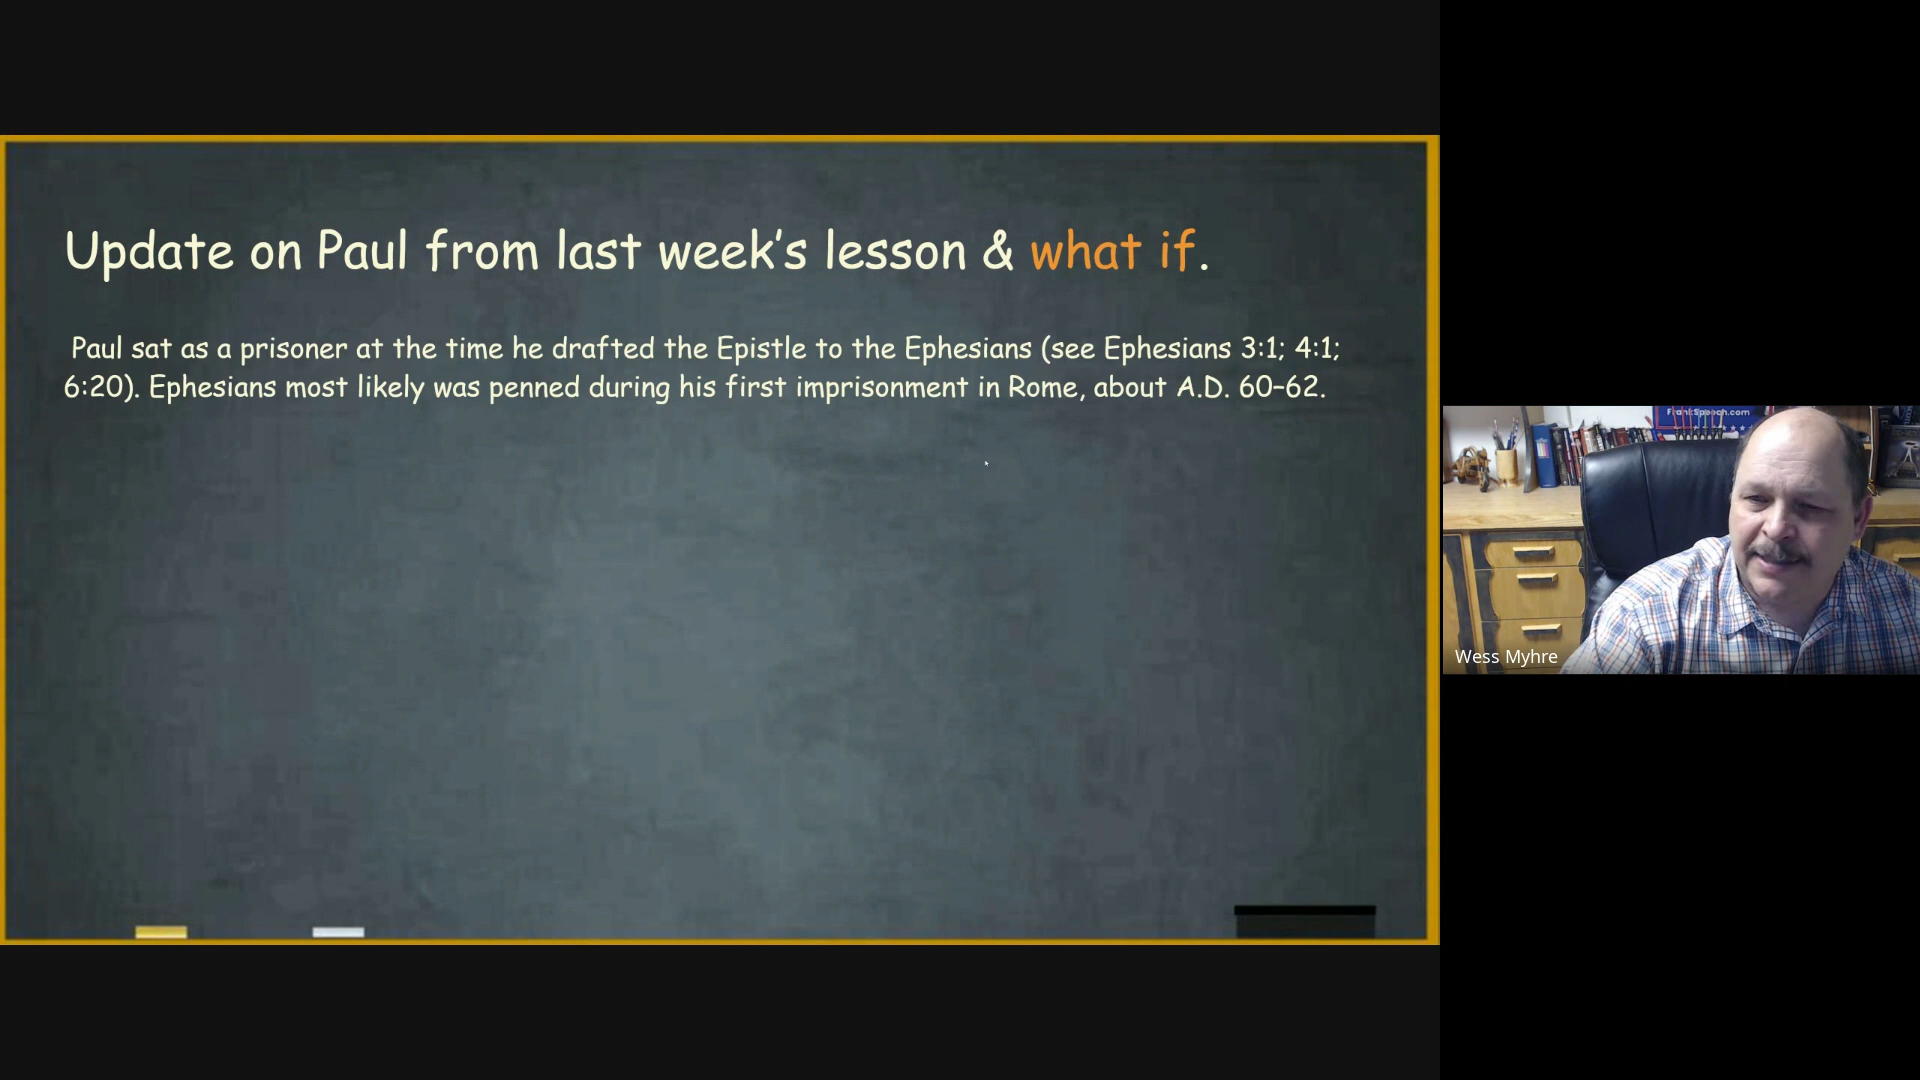 Update on Paul from last week's lesson & what if.
Paul sat as a prisoner at the time he drafted the Epistle to the Ephesians (see Ephesians 3:1; 4:1;
6:20). Ephesians most likely was penned during his first imprisonment in Rome, about A.D. 60–62.
FrankSpeech.com
Wess Myhre